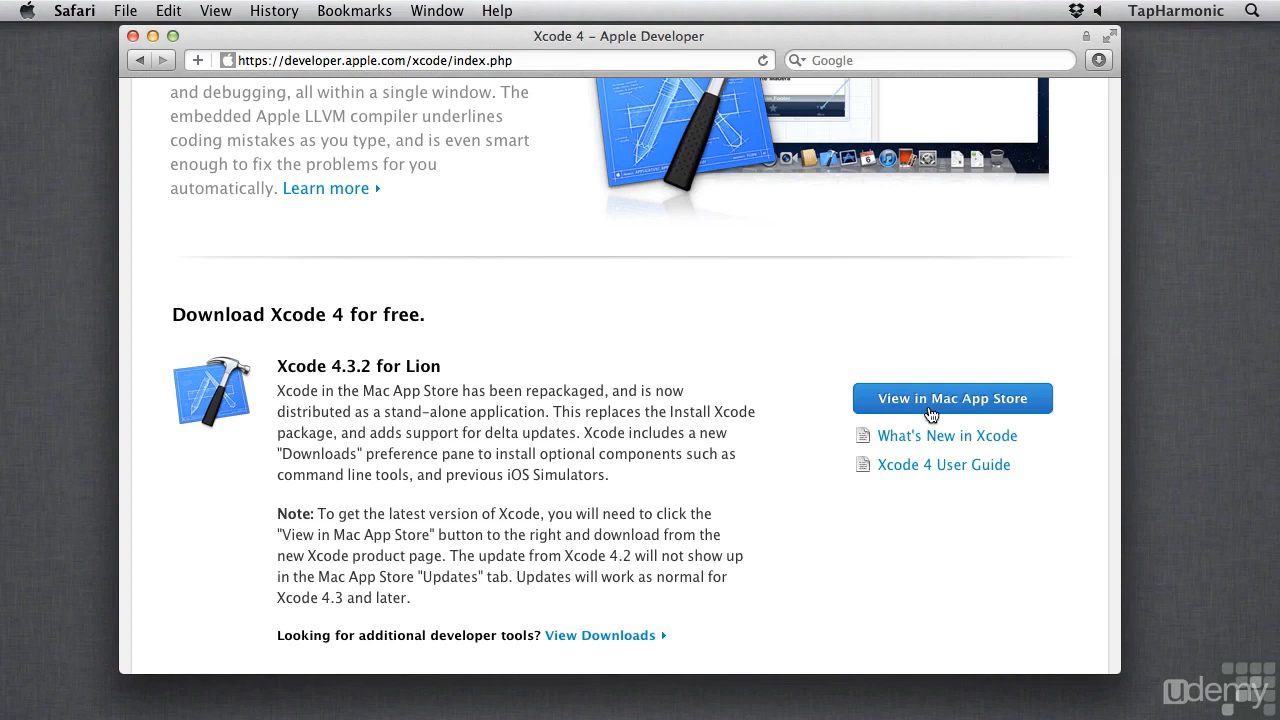 Safari File Edit View History Bookmarks Window Help TapHarmonic
Xcode 4 – Apple Developer
https://developer.apple.com/xcode/index.php Google
and debugging, all within a single window. The
embedded Apple LLVM compiler underlines
coding mistakes as you type, and is even smart
enough to fix the problems for you
automatically. Learn more
Download Xcode 4 for free.
Xcode 4.3.2 for Lion
Xcode in the Mac App Store has been repackaged, and is now
distributed as a stand-alone application. This replaces the Install Xcode
package, and adds support for delta updates. Xcode includes a new
"Downloads" preference pane to install optional components such as
command line tools, and previous iOS Simulators.
Note: To get the latest version of Xcode, you will need to click the
"View in Mac App Store" button to the right and download from the
new Xcode product page. The update from Xcode 4.2 will not show up
in the Mac App Store "Updates" tab. Updates will work as normal for
Xcode 4.3 and later.
Looking for additional developer tools? View Downloads
View in Mac App Store
What's New in Xcode
Xcode 4 User Guide
udemy